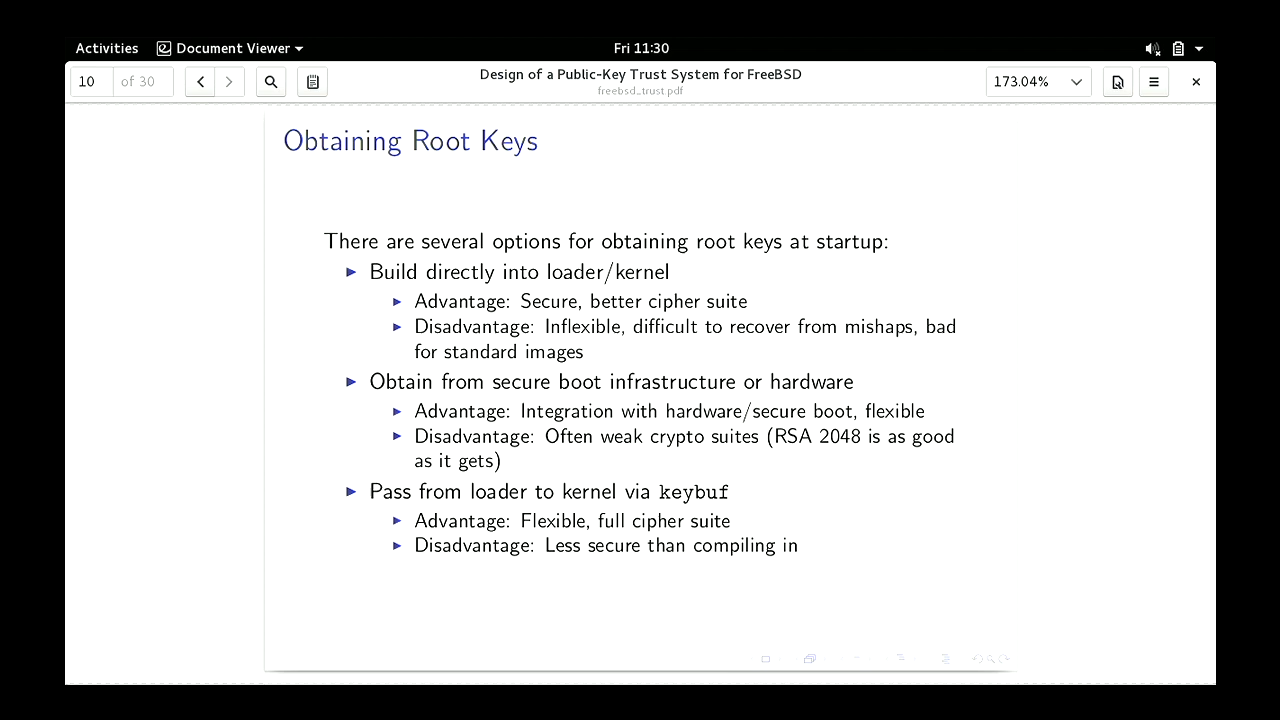 Activities
Document Viewer
Fri 11:30
10
of 30
Design of a Public-Key Trust System for FreeBSD
freebsd_trust.pdf
173.04%
Obtaining Root Keys
There are several options for obtaining root keys at startup:
Build directly into loader/kernel
Advantage: Secure, better cipher suite
Disadvantage: Inflexible, difficult to recover from mishaps, bad
for standard images
Obtain from secure boot infrastructure or hardware
Advantage: Integration with hardware/secure boot, flexible
Disadvantage: Often weak crypto suites (RSA 2048 is as good
as it gets)
Pass from loader to kernel via keybuf
Advantage: Flexible, full cipher suite
Disadvantage: Less secure than compiling in